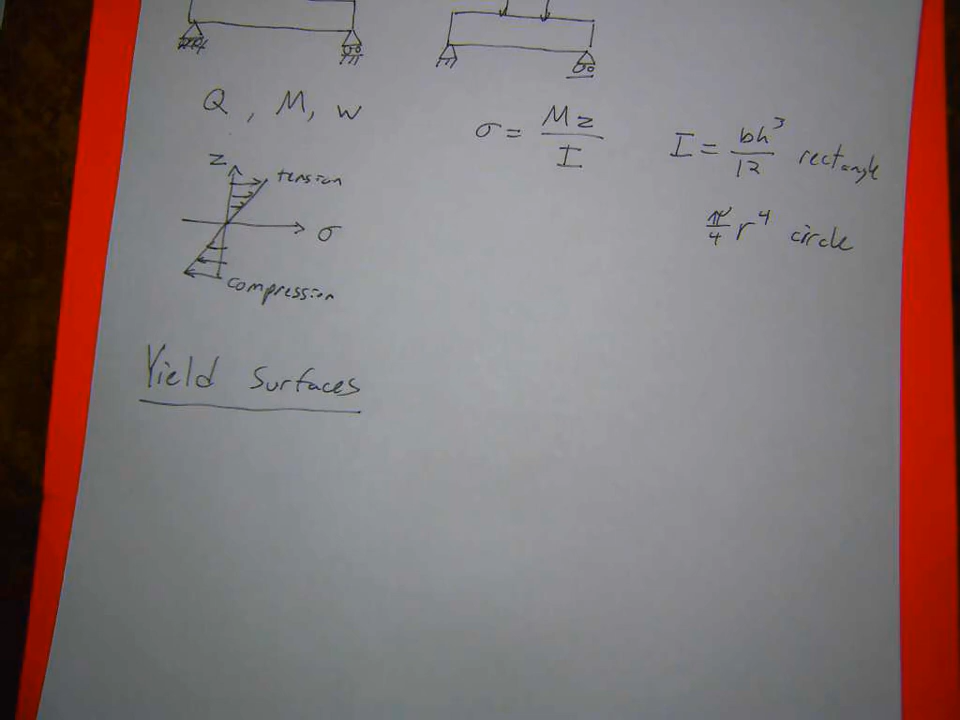 Q, M, w
σ = Mz/I
I = bh³/12 rectangle
π/4 r⁴ circle
z
tension
σ
compression
Yield Surfaces